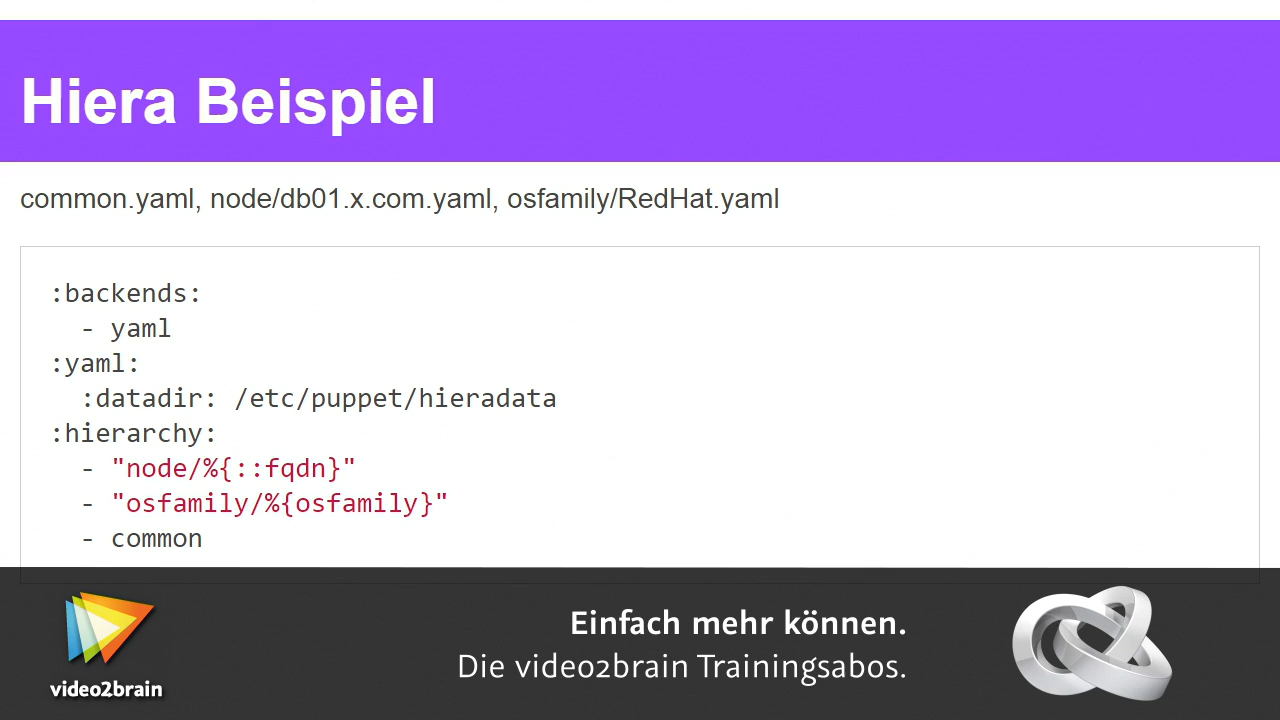 Hiera Beispiel
common.yaml, node/db01.x.com.yaml, osfamily/RedHat.yaml
:backends:
  - yaml
:yaml:
  :datadir: /etc/puppet/hieradata
:hierarchy:
  - "node/%{::fqdn}"
  - "osfamily/%{osfamily}"
  - common
Einfach mehr können.
Die video2brain Trainingsabos.
video2brain